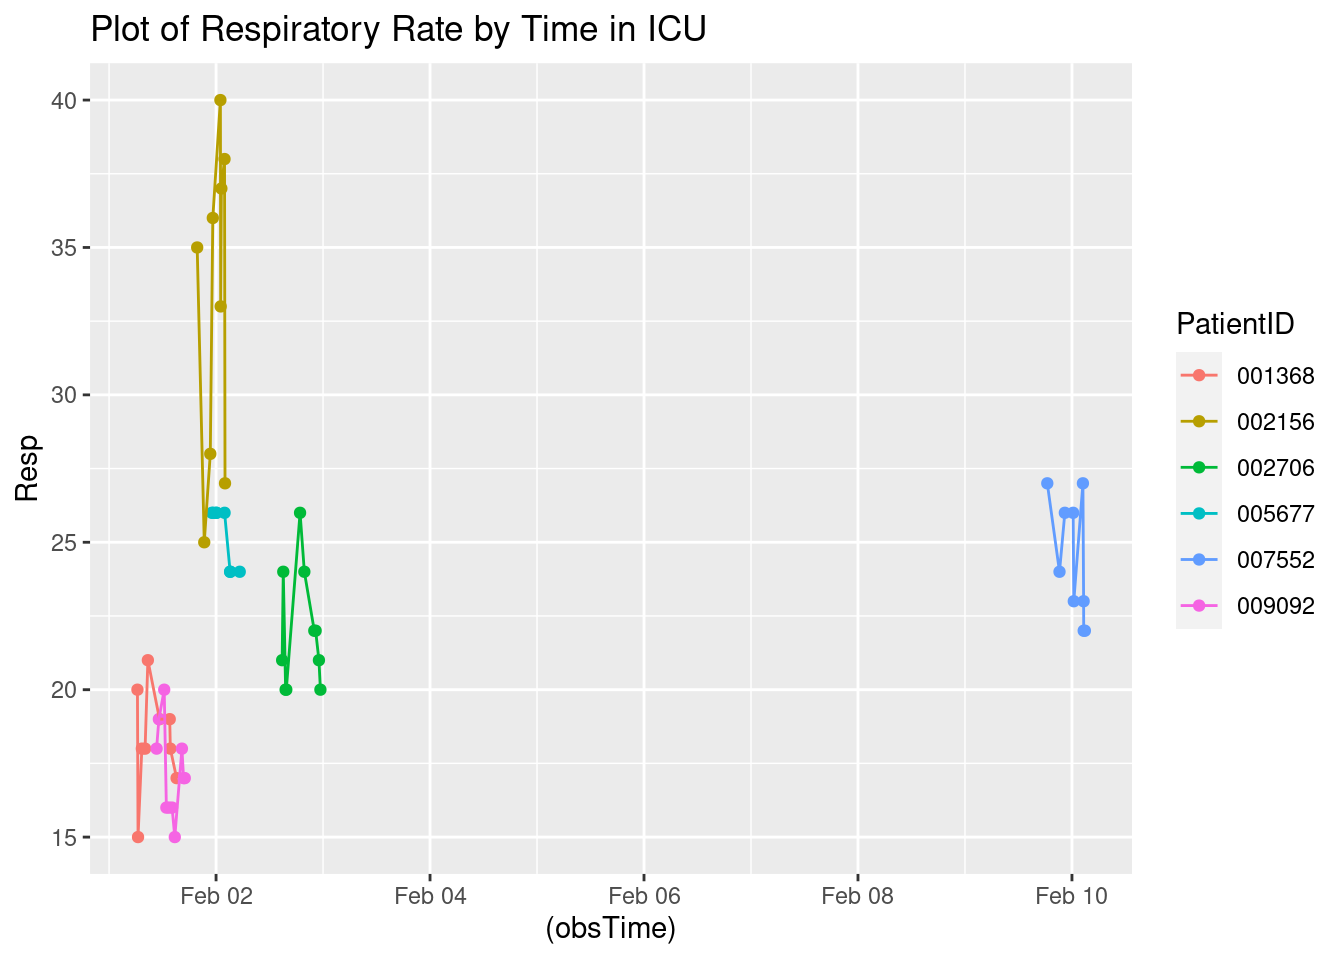 Plot of Respiratory Rate by Time in ICU
40
35
30
25
20
15
Resp
Feb 02
Feb 04
Feb 06
Feb 08
Feb 10
(obsTime)
PatientID
001368
002156
002706
005677
007552
009092